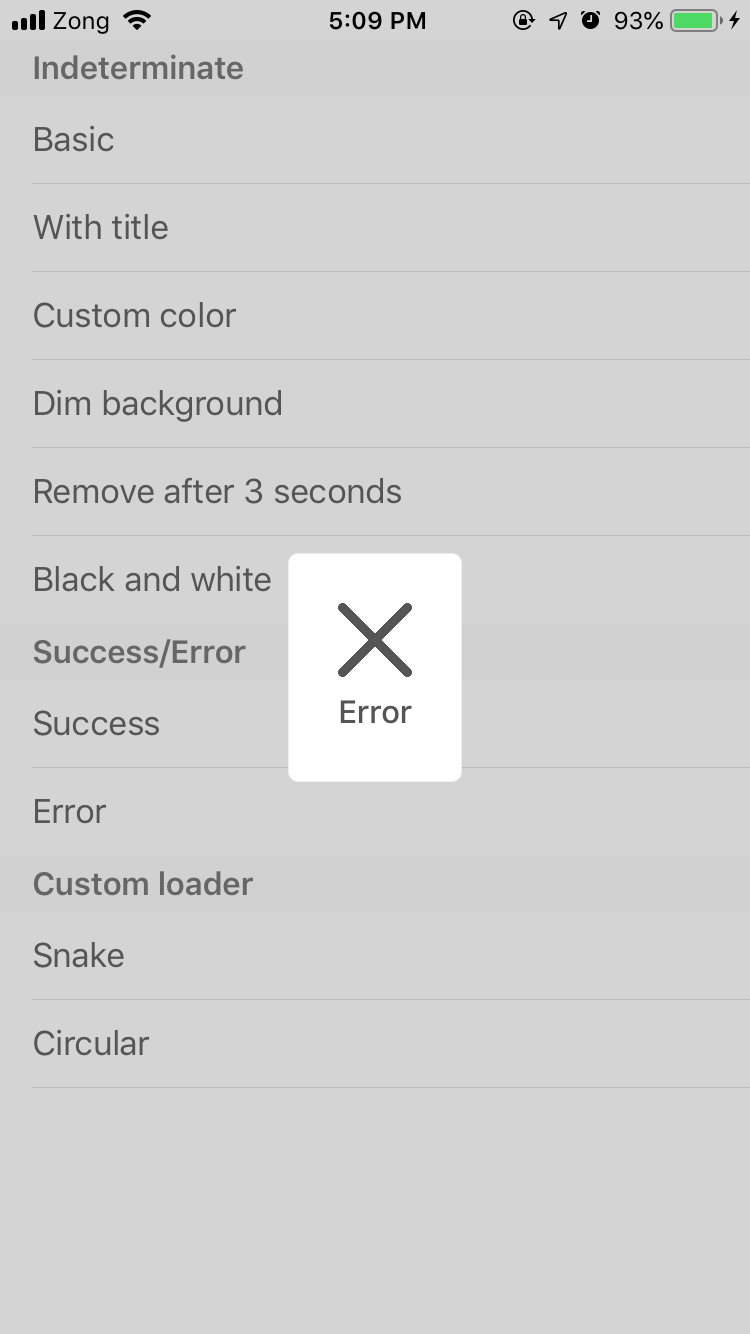 Zong 5:09 PM 93%
Indeterminate
Basic
With title
Custom color
Dim background
Remove after 3 seconds
Black and white
Success/Error
Error
Success
Error
Custom loader
Snake
Circular